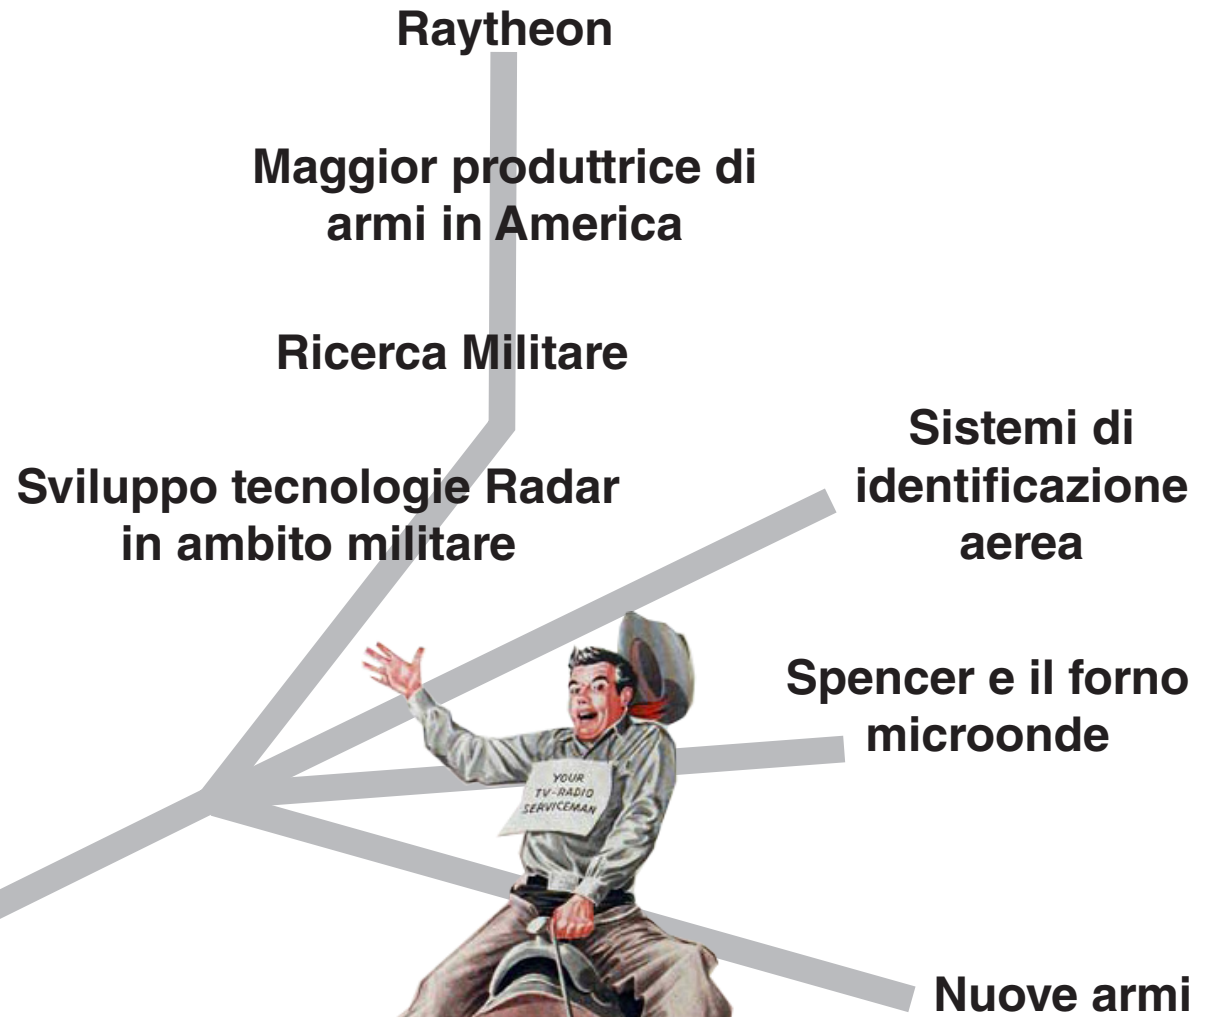 Raytheon
Maggior produttrice di
armi in America
Ricerca Militare
Sviluppo tecnologie Radar
in ambito militare
Sistemi di
identificazione
aerea
Spencer e il forno
microonde
YOUR
TV-RADIO
SERVICEMAN
Nuove armi